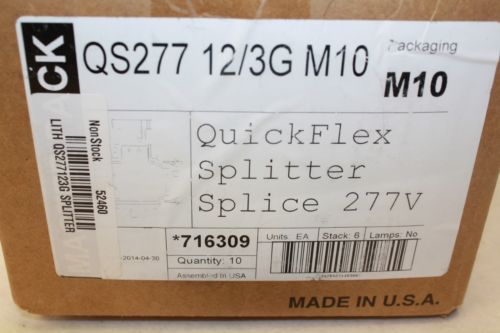 CK
QS277 12/3G M10
Packaging
M10
QuickFlex
Splitter
Splice 277V
NonStock
52460
LITH QS277123G SPLITTER
*716309
Units: EA
Stack: 6
Lamps: No
2014-04-30
Quantity: 10
Assembled in USA
MADE IN U.S.A.